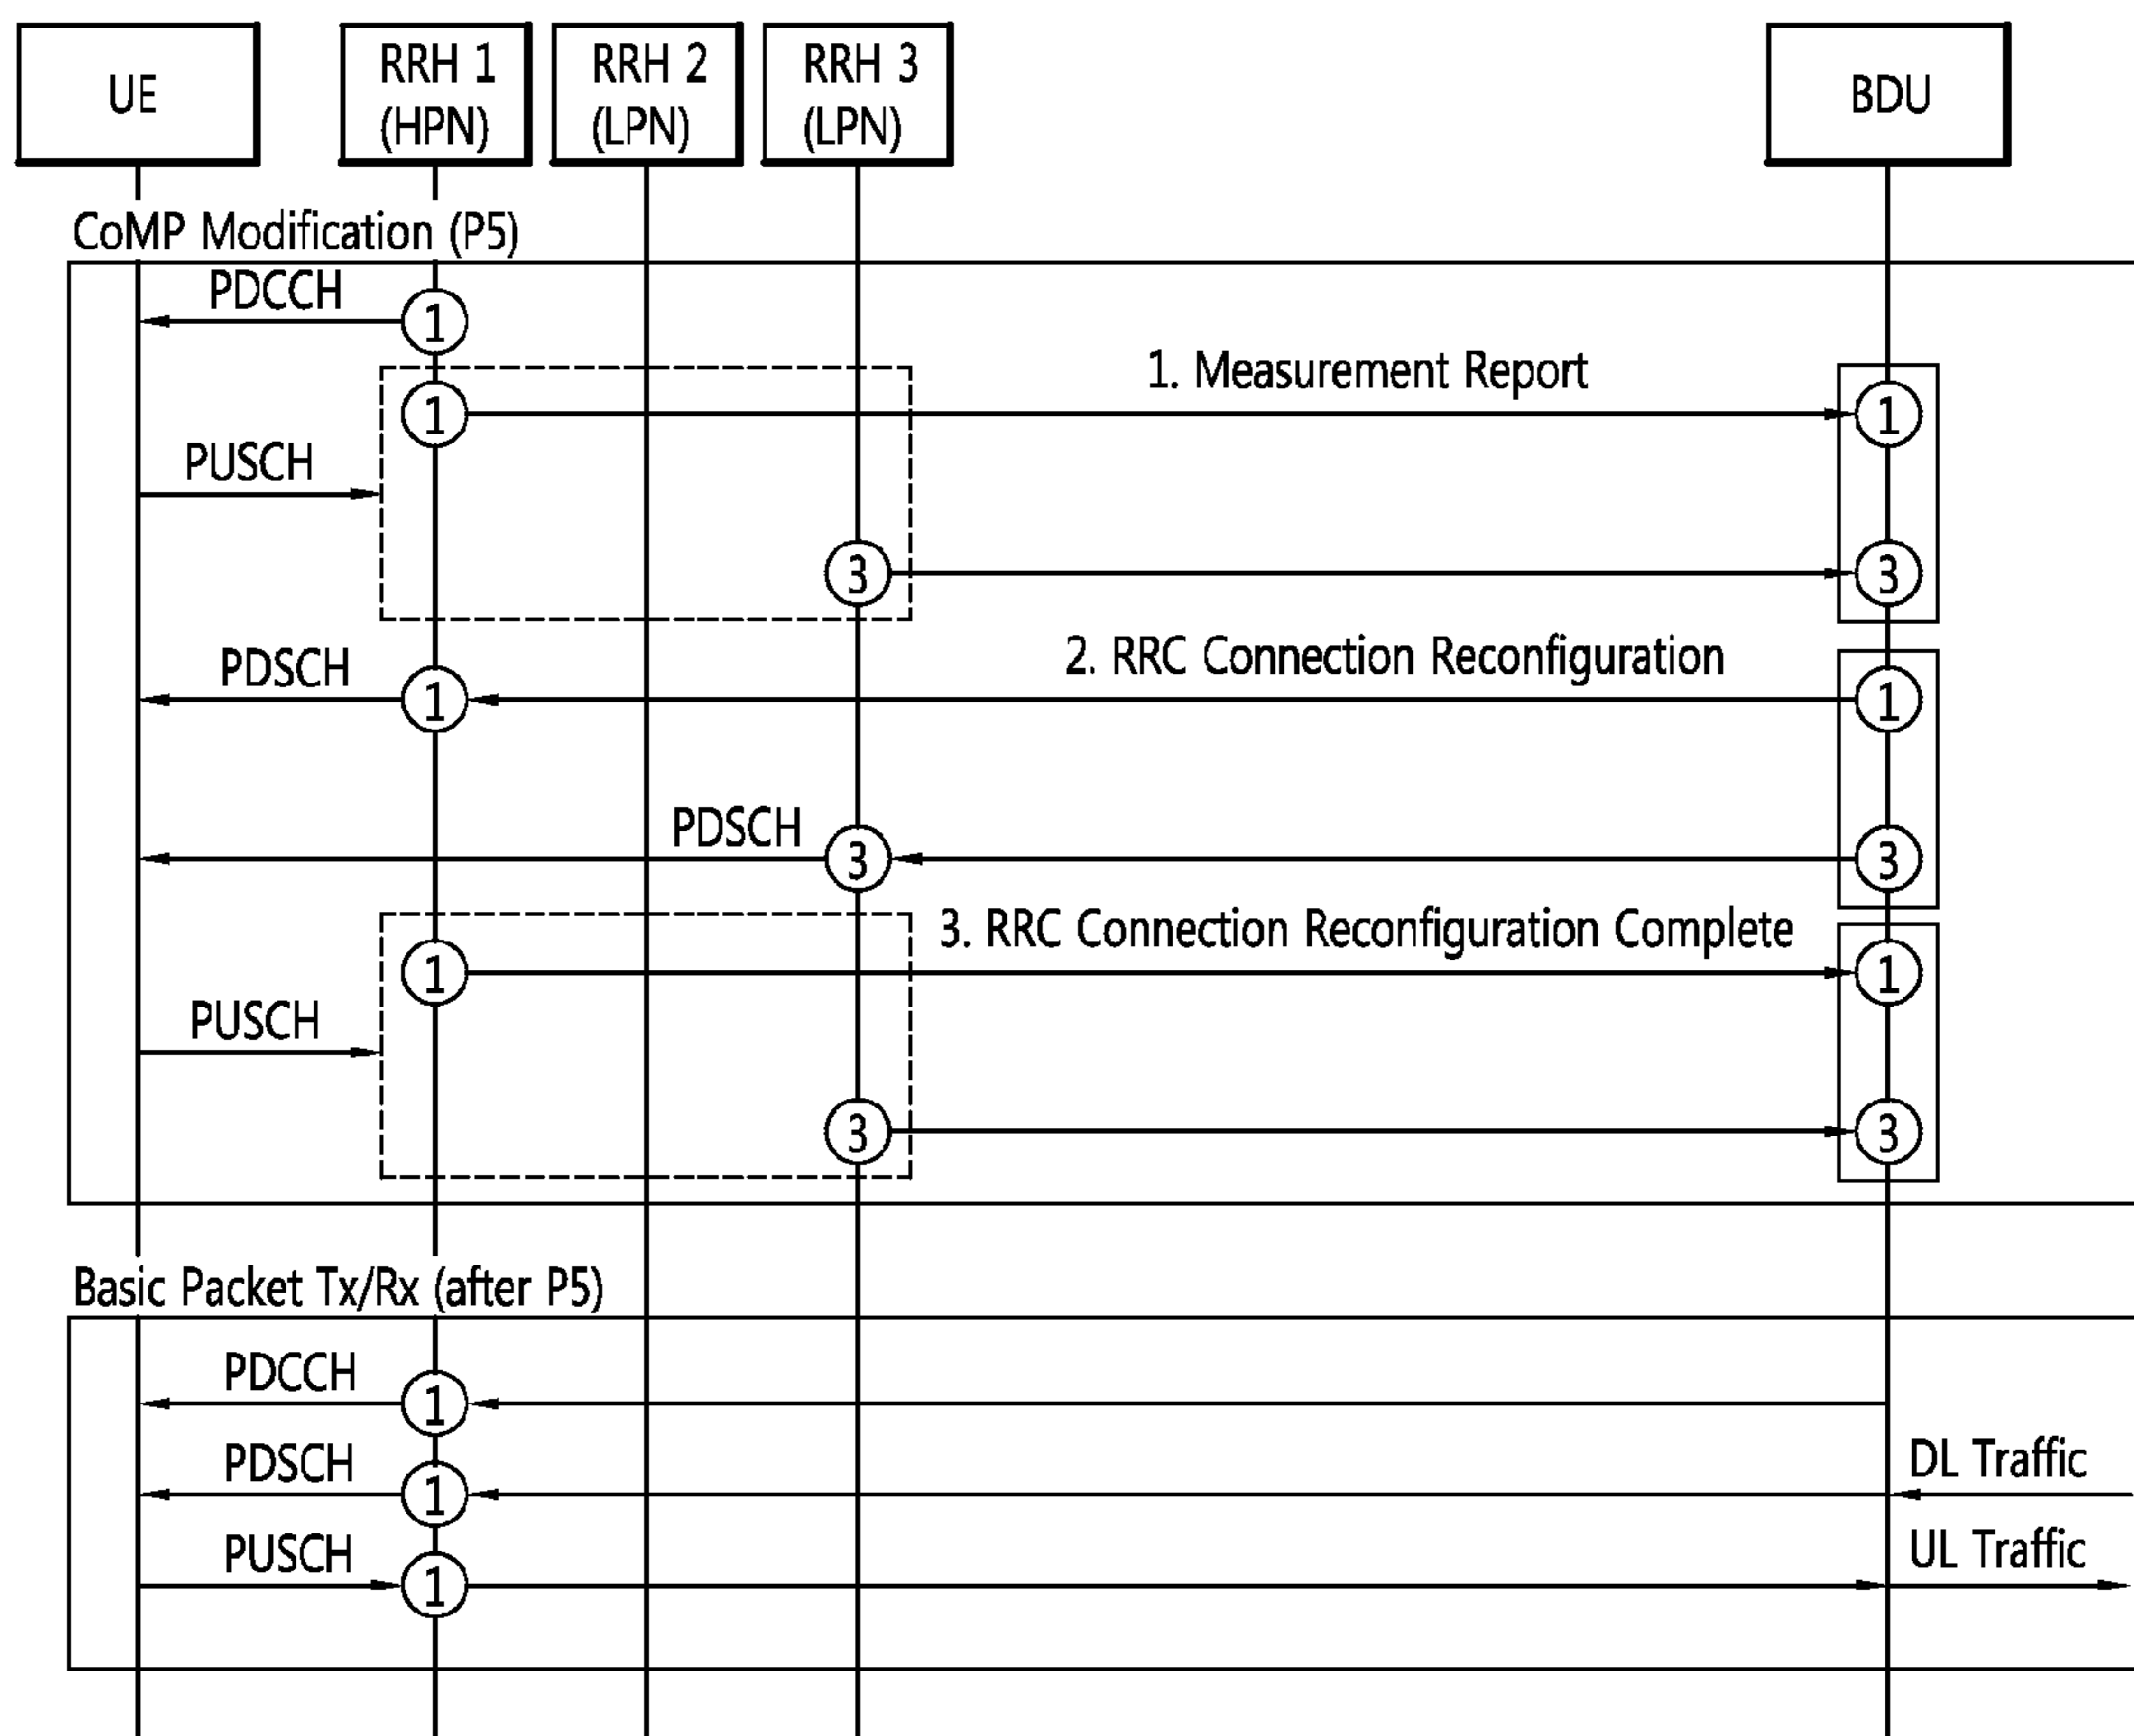 UE
RRH 1
(HPN)
RRH 2
(LPN)
RRH 3
(LPN)
BDU
CoMP Modification (P5)
PDCCH
1
1. Measurement Report
1
1
PUSCH
3
3
2. RRC Connection Reconfiguration
PDSCH
1
1
PDSCH
3
3
3. RRC Connection Reconfiguration Complete
1
1
PUSCH
3
3
Basic Packet Tx/Rx (after P5)
PDCCH
1
PDSCH
1
DL Traffic
PUSCH
1
UL Traffic